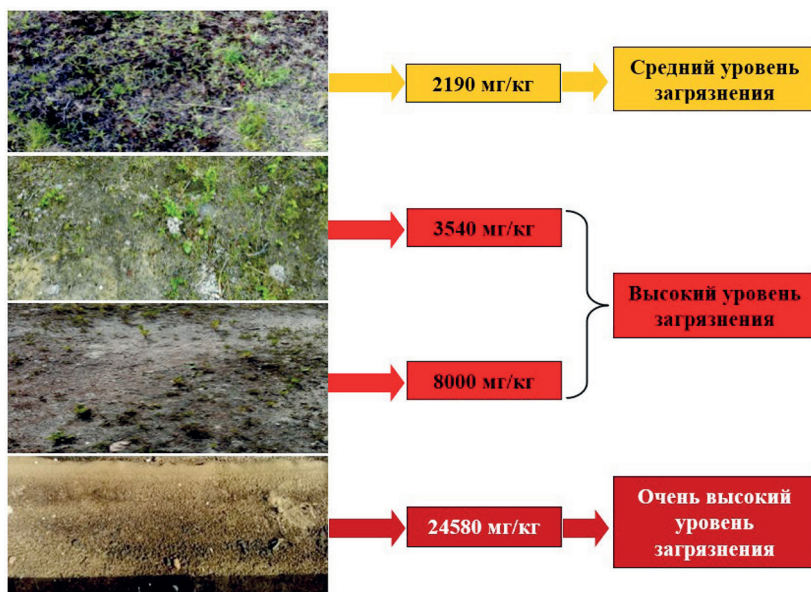 2190 мг/кг
Средний уровень
загрязнения
3540 мг/кг
Высокий уровень
загрязнения
8000 мг/кг
24580 мг/кг
Очень высокий
уровень
загрязнения